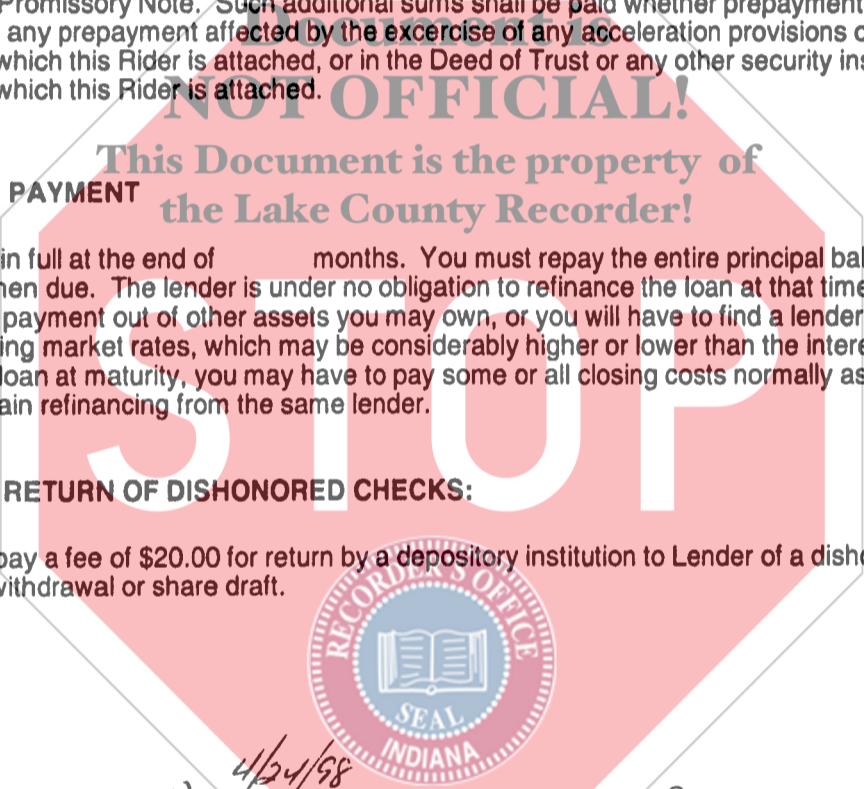 Promissory Note. Such additional sums shall be paid whether prepayment
Document is
any prepayment affected by the excercise of any acceleration provisions
which this Rider is attached, or in the Deed of Trust or any other security
which this Rider is attached.
NOT OFFICIAL!
This Document is the property of
PAYMENT
the Lake County Recorder!
in full at the end of months. You must repay the entire principal
due. The lender is under no obligation to refinance the loan at that time
STOP
payment out of other assets you may own, or you will have to find a lender
ing market rates, which may be considerably higher or lower than the
loan at maturity, you may have to pay some or all closing costs normally
ain refinancing from the same lender.
RETURN OF DISHONORED CHECKS:
pay a fee of $20.00 for return by a depository institution to Lender of a
withdrawal or share draft.
RECORDER'S OFFICE
SEAL
INDIANA
4/24/98